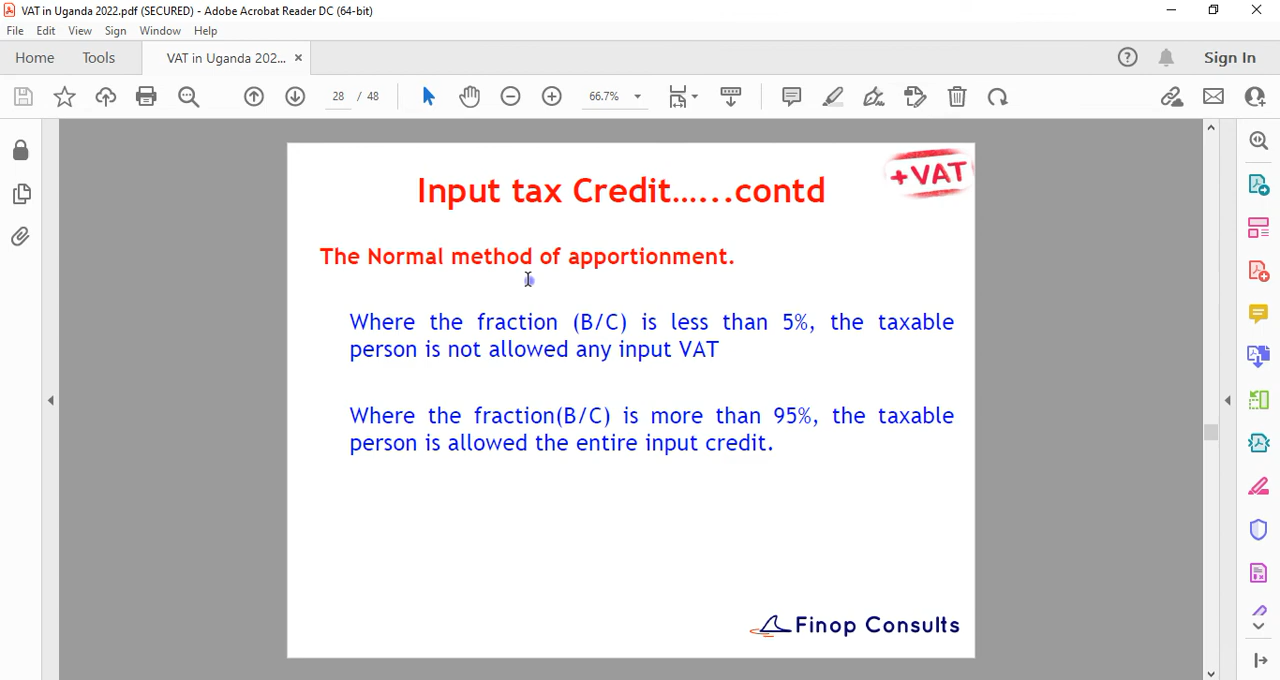 VAT in Uganda 2022.pdf (SECURED) - Adobe Acrobat Reader DC (64-bit)
File Edit View Sign Window Help
Home Tools VAT in Uganda 202... × Sign In
28 / 48 66.7%
+VAT
Input tax Credit......contd
The Normal method of apportionment.
Where the fraction (B/C) is less than 5%, the taxable
person is not allowed any input VAT
Where the fraction(B/C) is more than 95%, the taxable
person is allowed the entire input credit.
Finop Consults